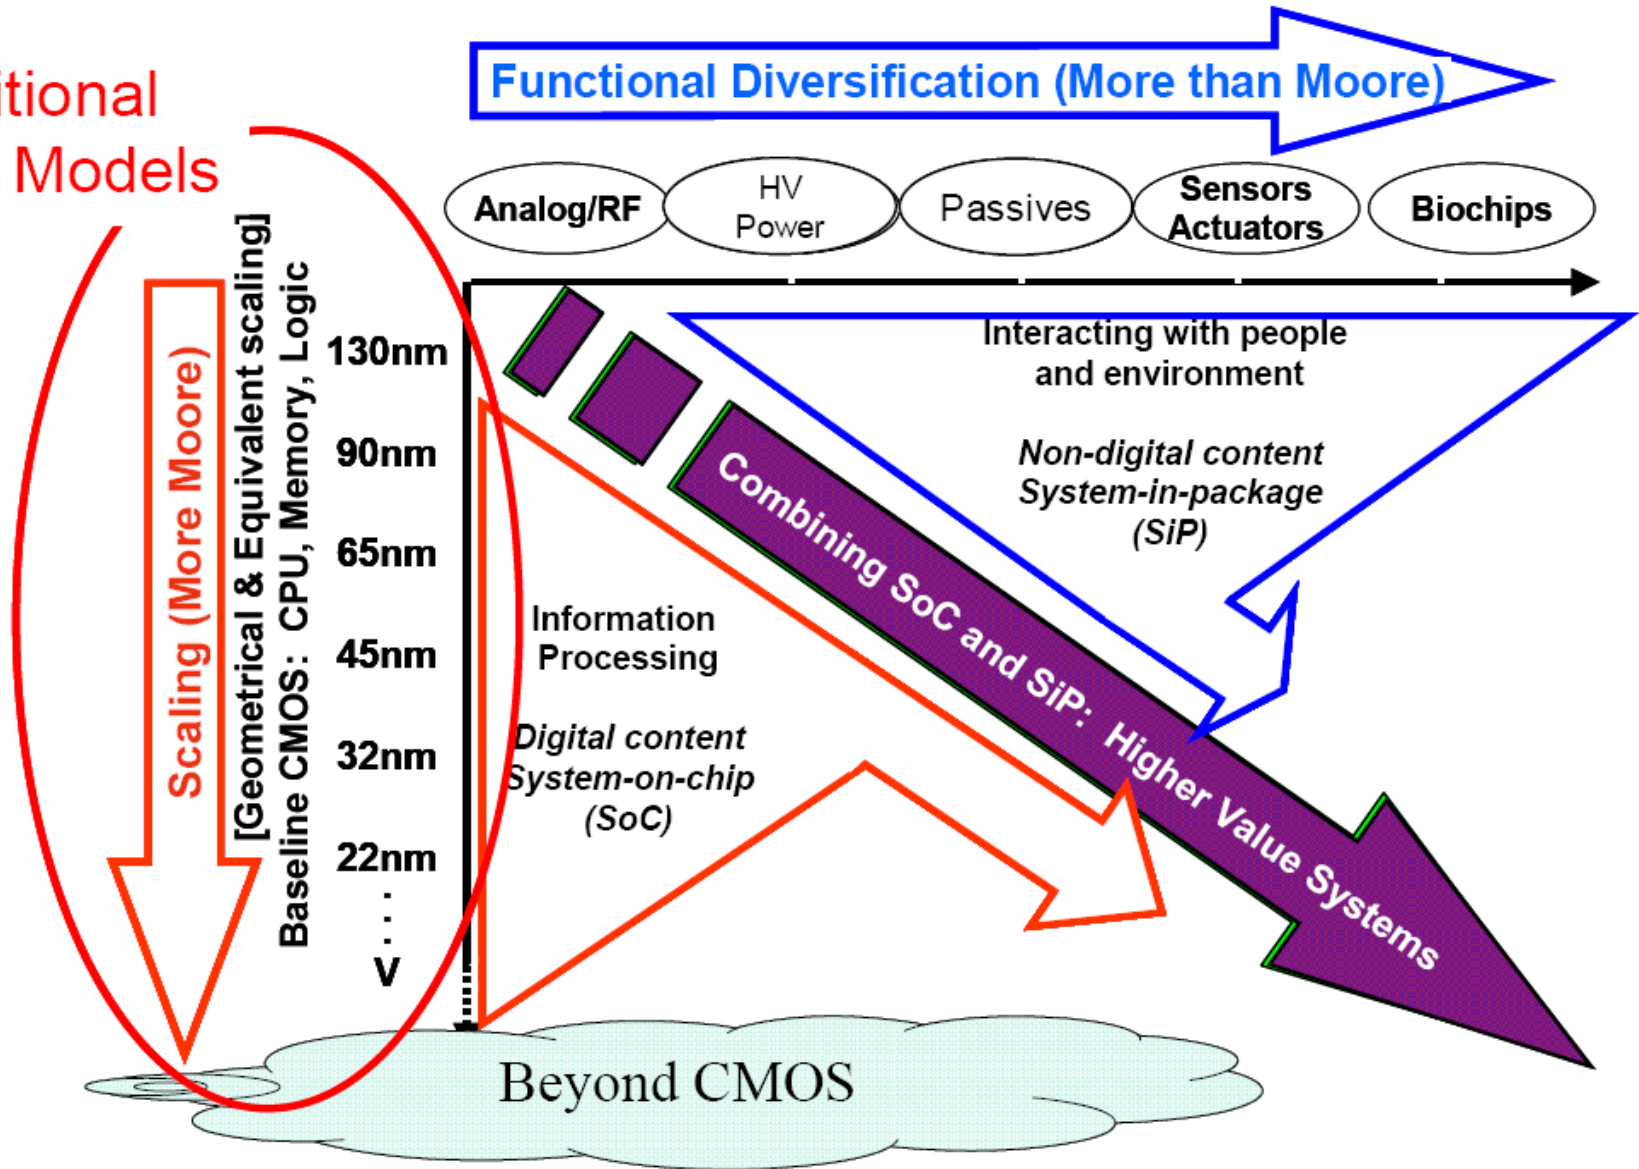 itional
Models
Functional Diversification (More than Moore)
Analog/RF
HV
Power
Passives
Sensors
Actuators
Biochips
Scaling (More Moore)
[Geometrical & Equivalent scaling]
Baseline CMOS: CPU, Memory, Logic
130nm
90nm
65nm
45nm
32nm
22nm
V
Interacting with people
and environment
Non-digital content
System-in-package
(SiP)
Combining SoC and SiP: Higher Value Systems
Information
Processing
Digital content
System-on-chip
(SoC)
Beyond CMOS